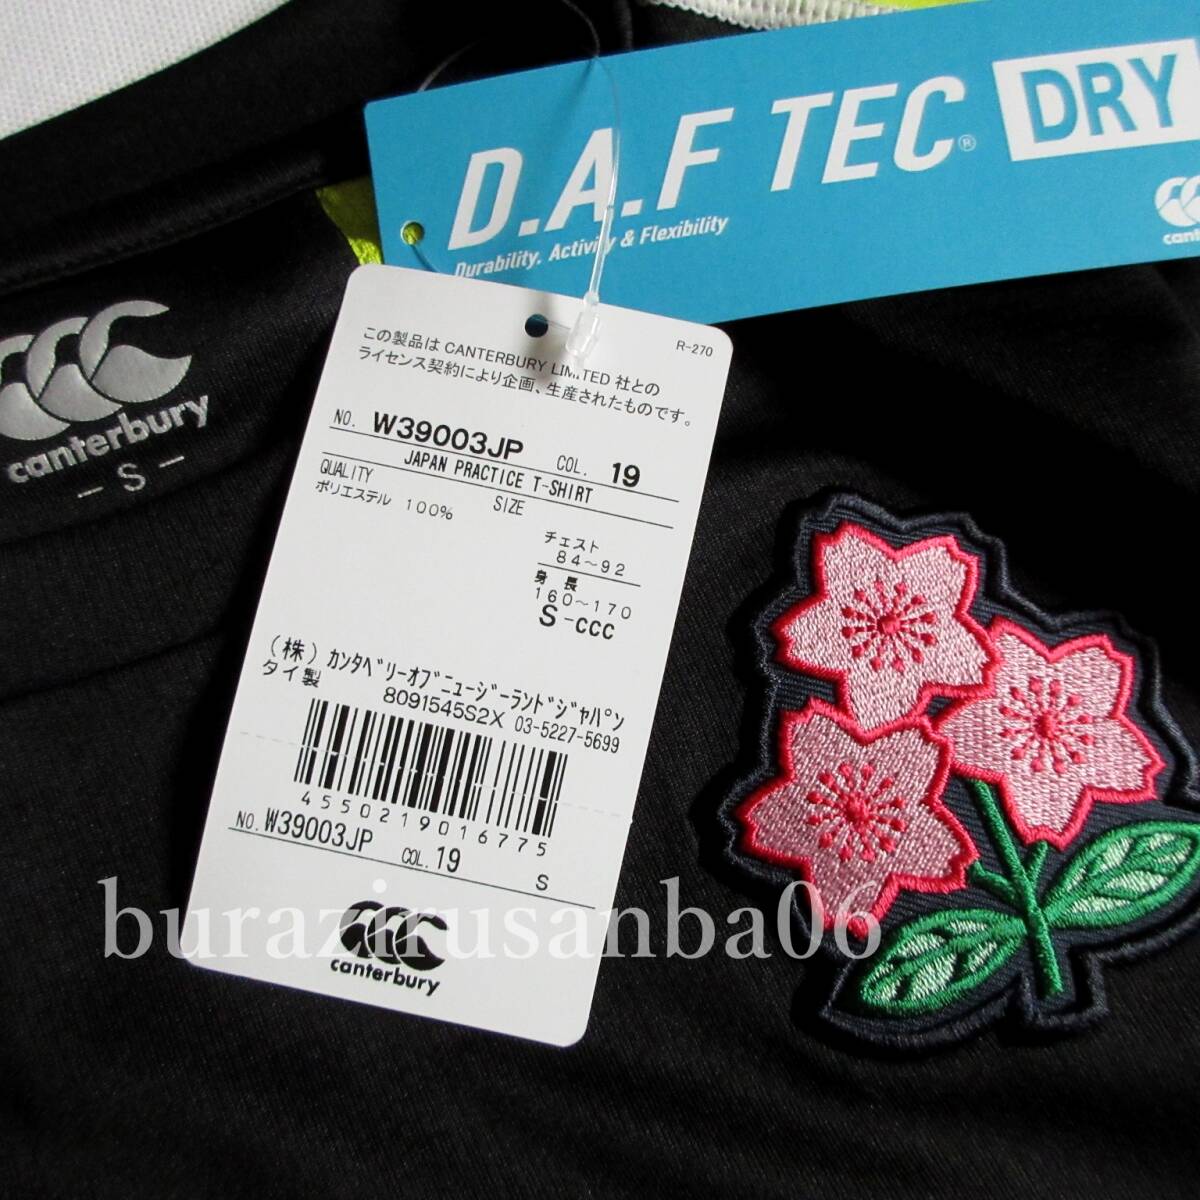 D.A.F TEC® DRY
Durability. Activity & Flexibility
canterbury
- S -
R-270
この製品は CANTERBURY LIMITED 社との
ライセンス契約により企画、生産されたものです。
NO. W39003JP COL. 19
JAPAN PRACTICE T-SHIRT
QUALITY SIZE
ポリエステル 100%
チェスト
84~92
身長
160~170
S -CCC
(株) カンタベリーオブニュージーランドジャパン
タイ製 8091545S2X 03-5227-5699
4550219016775
NO. W39003JP COL. 19 S
canterbury
burazirusanba06